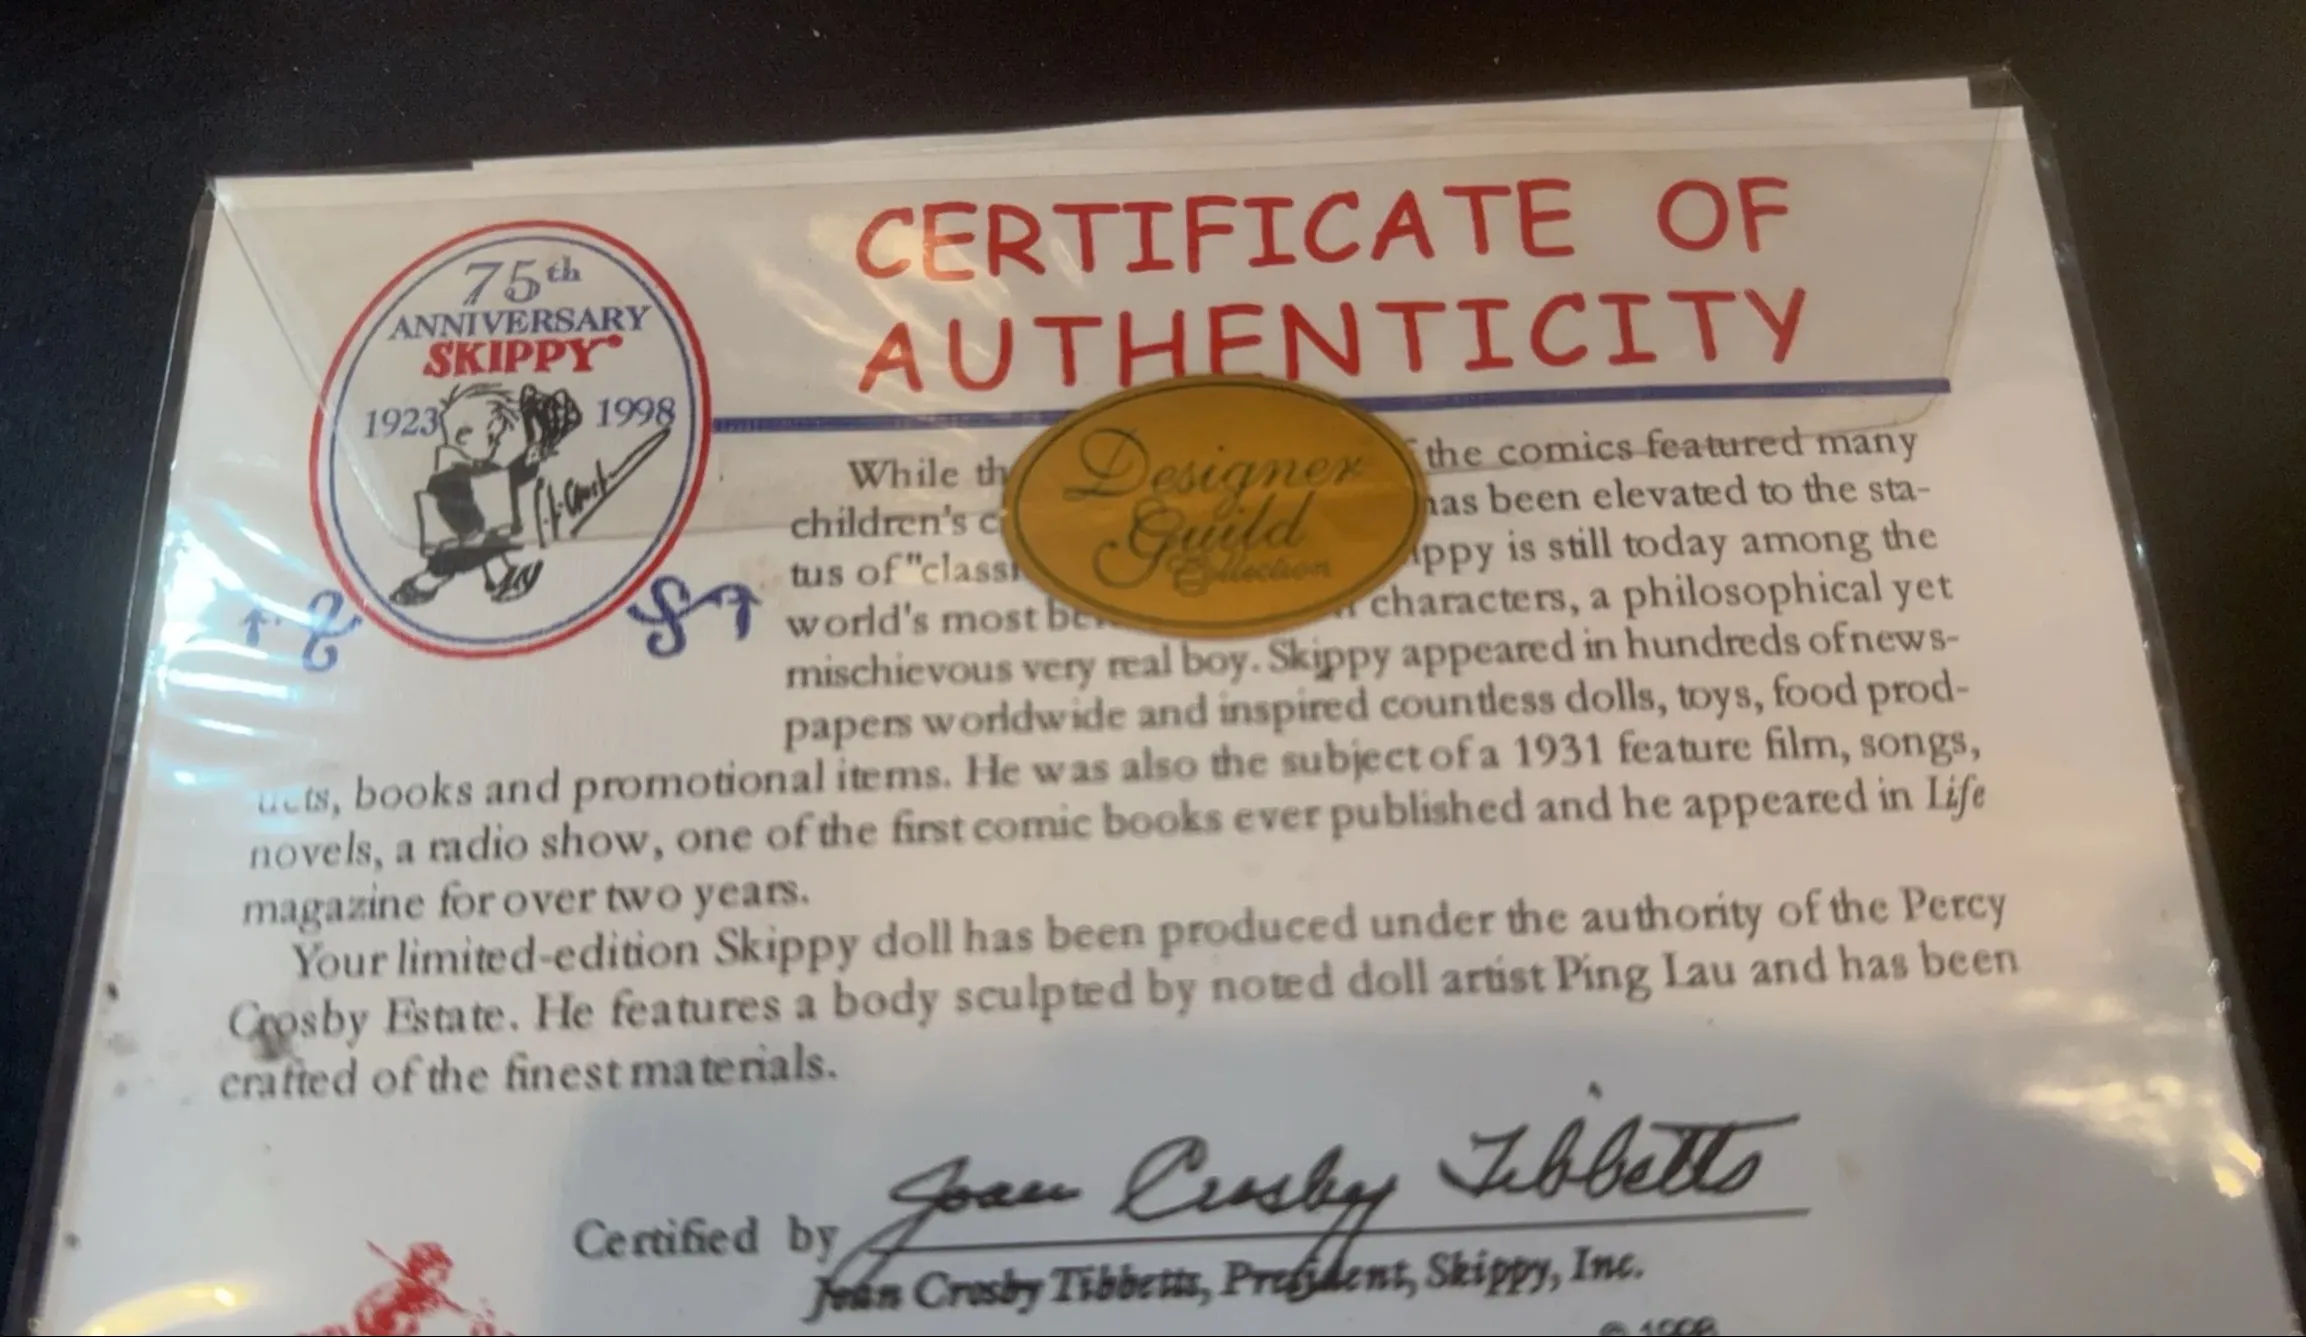 CERTIFICATE OF
AUTHENTICITY
75th
ANNIVERSARY
SKIPPY
1923 1998
Designer
Guild
Collection
While the comics featured many
children's has been elevated to the sta-
tus of is still today among the
world's most characters, a philosophical yet
mischievous very real boy. Skippy appeared in hundreds of news-
papers worldwide and inspired countless dolls, toys, food prod-
ucts, books and promotional items. He was also the subject of a 1931 feature film, songs,
novels, a radio show, one of the first comic books ever published and he appeared in Life
magazine for over two years.
Your limited-edition Skippy doll has been produced under the authority of the Percy
Crosby Estate. He features a body sculpted by noted doll artist Ping Lau and has been
crafted of the finest materials.
Joan Crosby Tibbetts
Certified by
Joan Crosby Tibbetts, President, Skippy, Inc.
© 1998